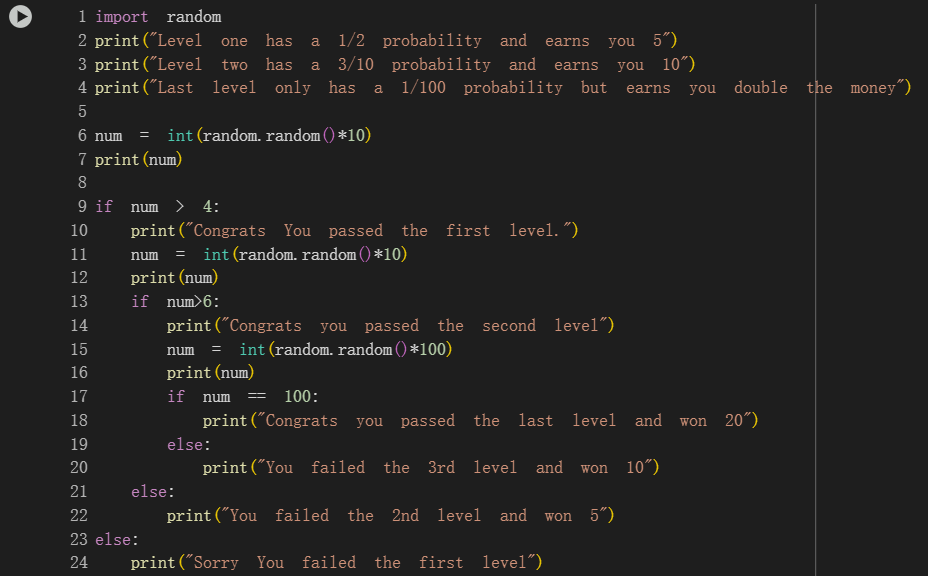 1 import random
2 print("Level one has a 1/2 probability and earns you 5")
3 print("Level two has a 3/10 probability and earns you 10")
4 print("Last level only has a 1/100 probability but earns you double the money")
5
6 num = int(random.random()*10)
7 print(num)
8
9 if num > 4:
10     print("Congrats You passed the first level.")
11     num = int(random.random()*10)
12     print(num)
13     if num>6:
14         print("Congrats you passed the second level")
15         num = int(random.random()*100)
16         print(num)
17         if num == 100:
18             print("Congrats you passed the last level and won 20")
19         else:
20             print("You failed the 3rd level and won 10")
21     else:
22         print("You failed the 2nd level and won 5")
23 else:
24     print("Sorry You failed the first level")